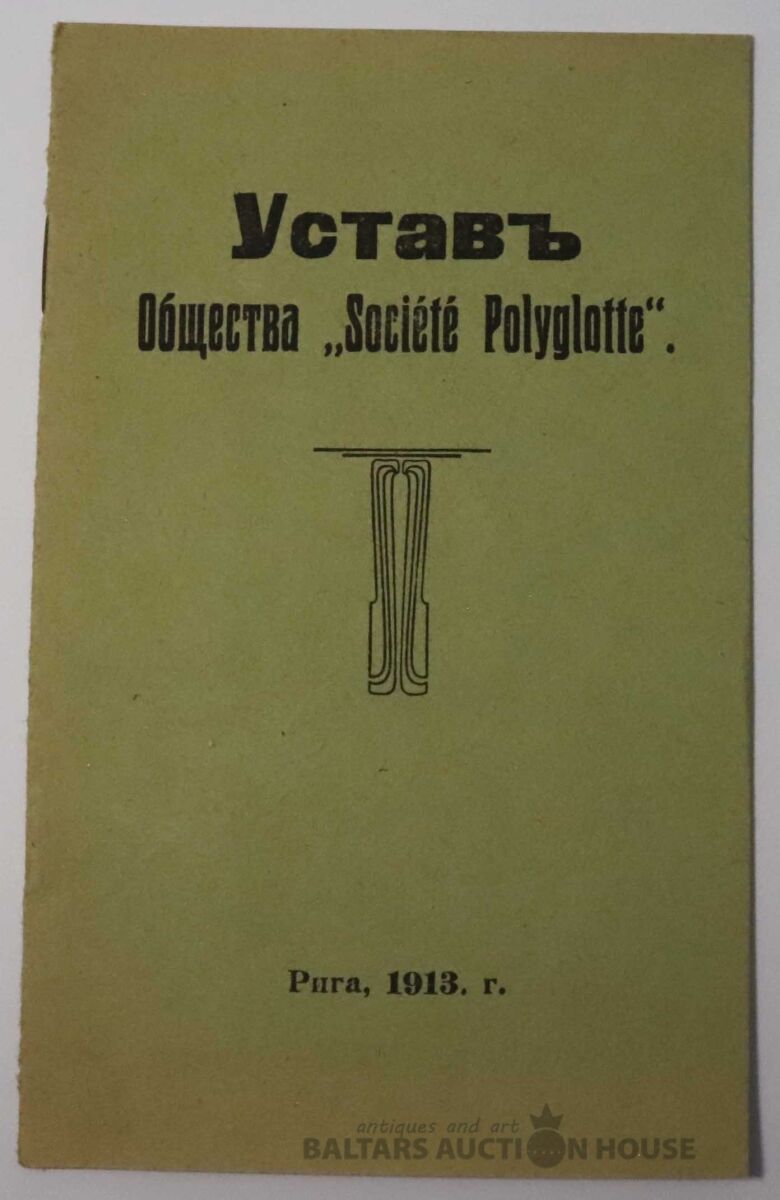 Уставъ
Общества „Société Polyglotte“.
Рига, 1913. г.
antiques and art
BALTARS AUCTION HOUSE